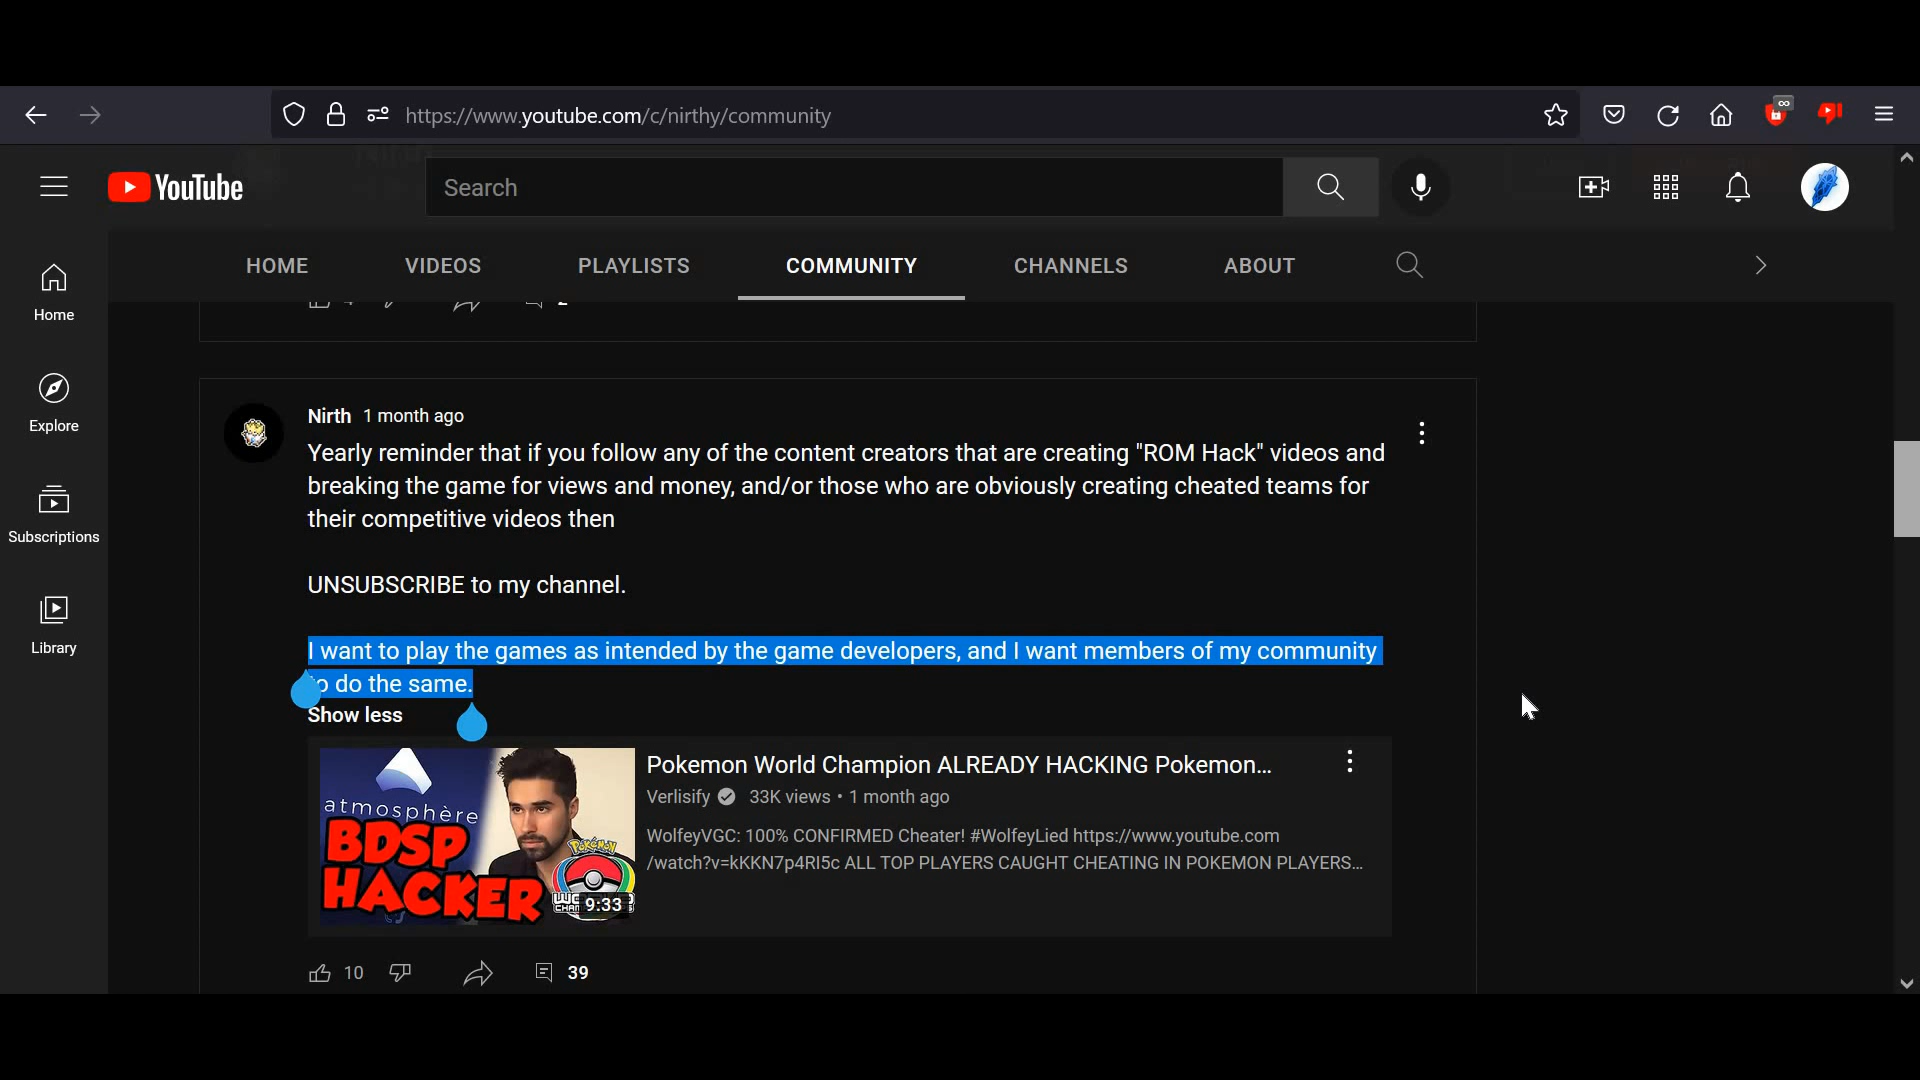 https://www.youtube.com/c/nirthy/community
∞
YouTube
Search
HOME
VIDEOS
PLAYLISTS
COMMUNITY
CHANNELS
ABOUT
Home
Explore
Subscriptions
Library
Nirth 1 month ago
Yearly reminder that if you follow any of the content creators that are creating "ROM Hack" videos and
breaking the game for views and money, and/or those who are obviously creating cheated teams for
their competitive videos then
UNSUBSCRIBE to my channel.
I want to play the games as intended by the game developers, and I want members of my community
to do the same.
Show less
atmosphère
BDSP
HACKER
Pokémon
9:33
Pokemon World Champion ALREADY HACKING Pokemon...
Verlisify 33K views • 1 month ago
WolfeyVGC: 100% CONFIRMED Cheater! #WolfeyLied https://www.youtube.com
/watch?v=kKKN7p4RI5c ALL TOP PLAYERS CAUGHT CHEATING IN POKEMON PLAYERS...
10
39